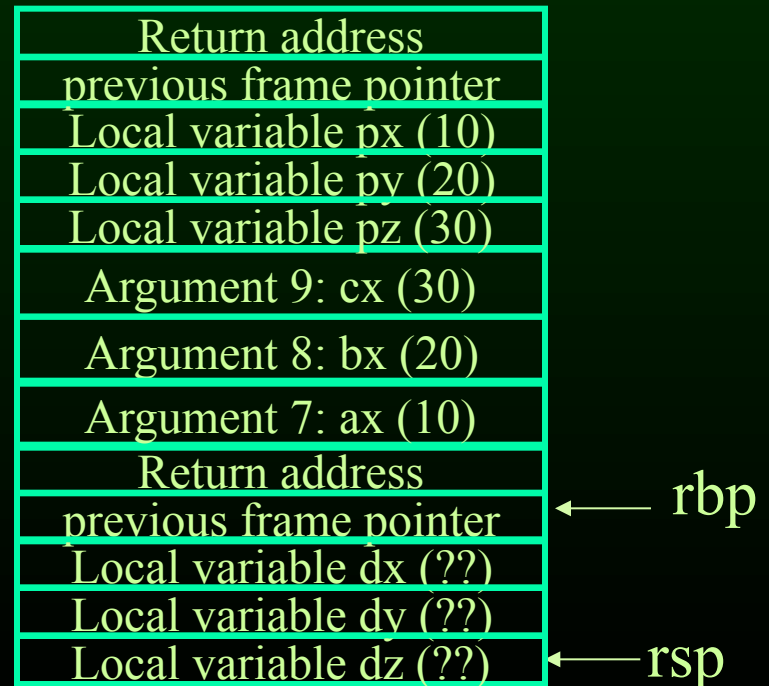 Return address
previous frame pointer
Local variable px (10)
Local variable py (20)
Local variable pz (30)
Argument 9: cx (30)
Argument 8: bx (20)
Argument 7: ax (10)
Return address
previous frame pointer
rbp
Local variable dx (??)
Local variable dy (??)
Local variable dz (??)
rsp